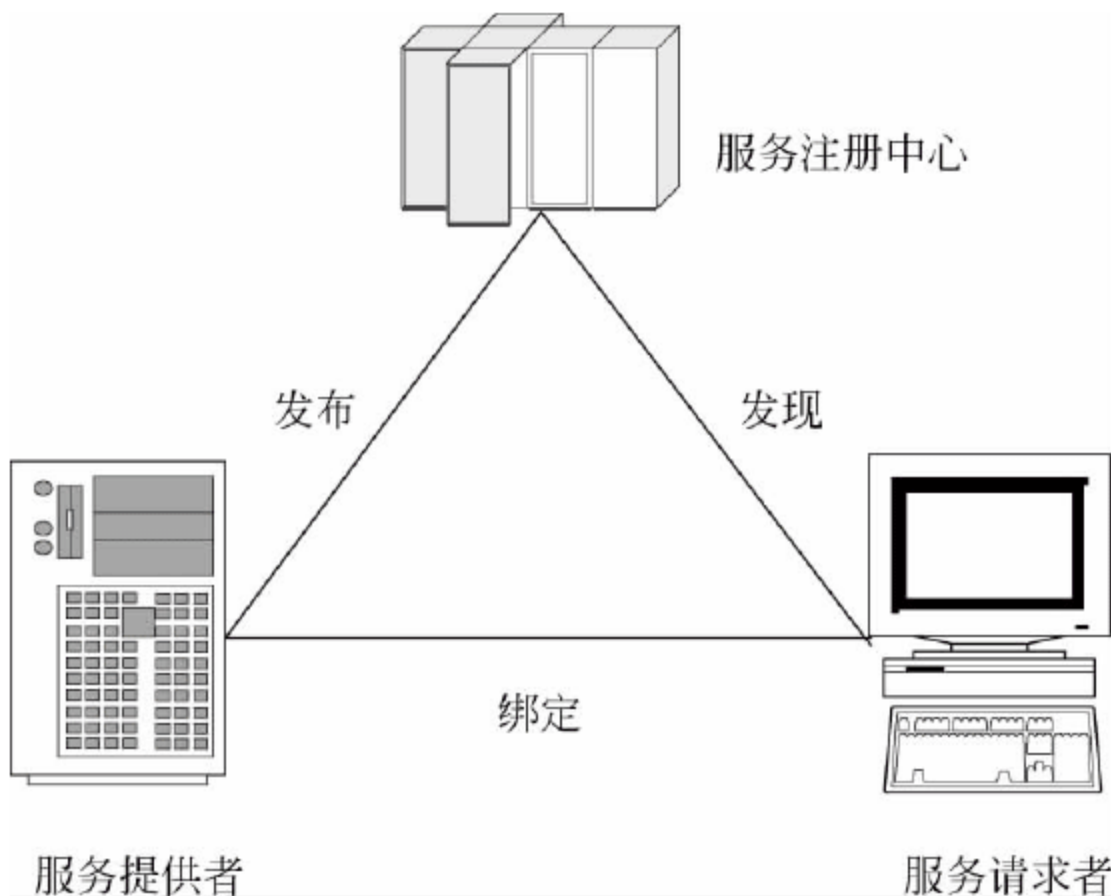 服务注册中心
发布
发现
绑定
服务提供者
服务请求者